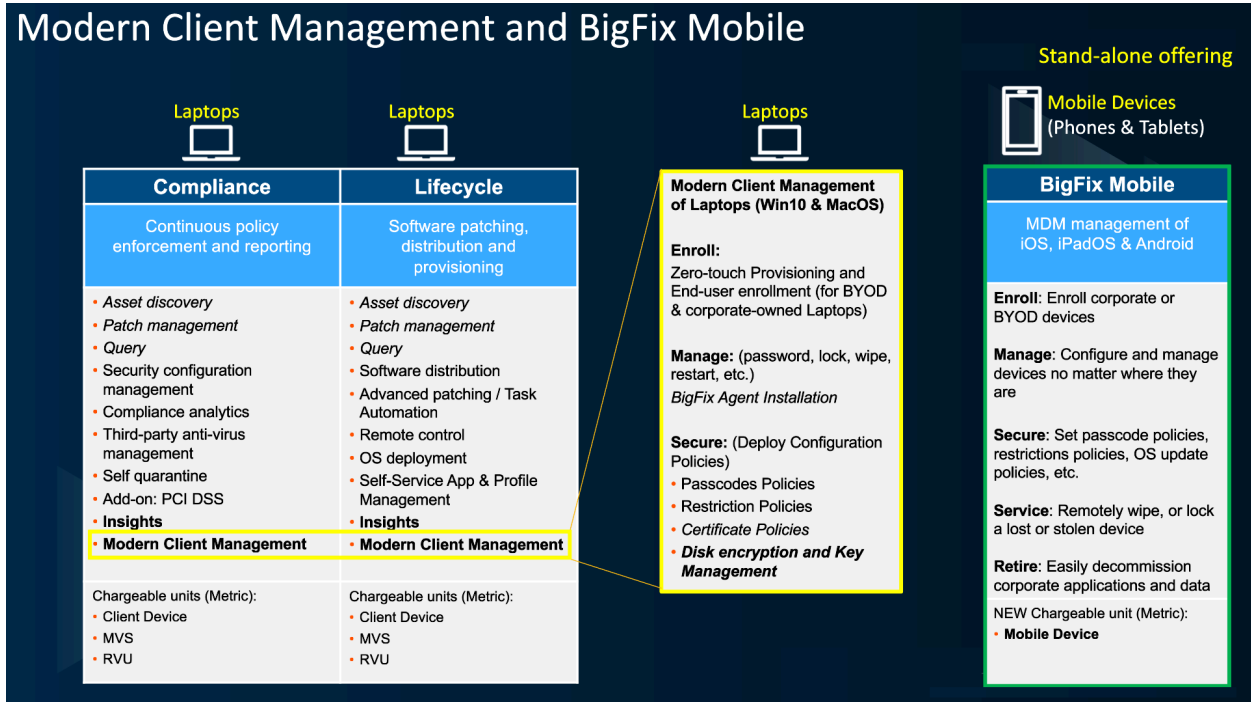 Modern Client Management and BigFix Mobile
Stand-alone offering
Laptops
Laptops
Laptops
Mobile Devices
(Phones & Tablets)
Compliance
Continuous policy
enforcement and reporting
• Asset discovery
• Patch management
• Query
• Security configuration
management
• Compliance analytics
• Third-party anti-virus
management
• Self quarantine
• Add-on: PCI DSS
• Insights
• Modern Client Management
Chargeable units (Metric):
• Client Device
• MVS
• RVU
Lifecycle
Software patching,
distribution and
provisioning
• Asset discovery
• Patch management
• Query
• Software distribution
• Advanced patching / Task
Automation
• Remote control
• OS deployment
• Self-Service App & Profile
Management
• Insights
• Modern Client Management
Chargeable units (Metric):
• Client Device
• MVS
• RVU
Modern Client Management
of Laptops (Win10 & MacOS)
Enroll:
Zero-touch Provisioning and
End-user enrollment (for BYOD
& corporate-owned Laptops)
Manage: (password, lock, wipe,
restart, etc.)
BigFix Agent Installation
Secure: (Deploy Configuration
Policies)
• Passcodes Policies
• Restriction Policies
• Certificate Policies
• Disk encryption and Key
Management
BigFix Mobile
MDM management of
iOS, iPadOS & Android
Enroll: Enroll corporate or
BYOD devices
Manage: Configure and manage
devices no matter where they
are
Secure: Set passcode policies,
restrictions policies, OS update
policies, etc.
Service: Remotely wipe, or lock
a lost or stolen device
Retire: Easily decommission
corporate applications and data
NEW Chargeable unit (Metric):
• Mobile Device